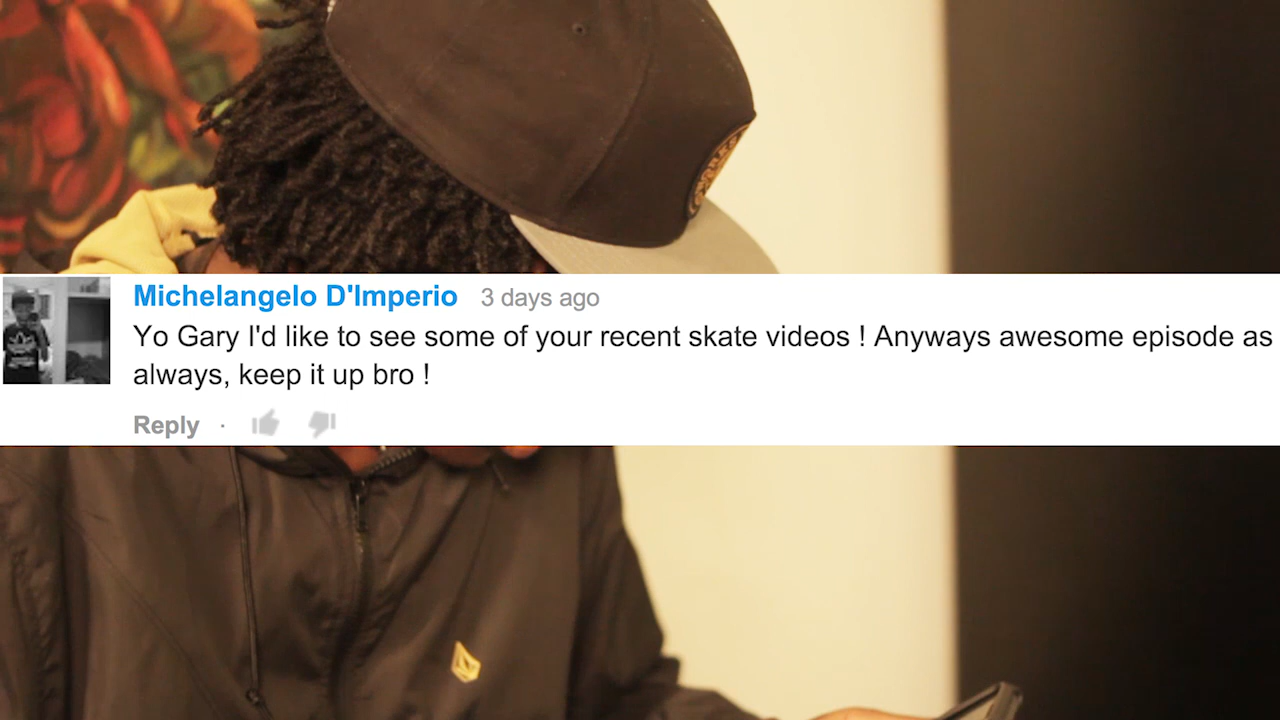 Michelangelo D'Imperio 3 days ago
Yo Gary I'd like to see some of your recent skate videos ! Anyways awesome episode as
always, keep it up bro !
Reply ·